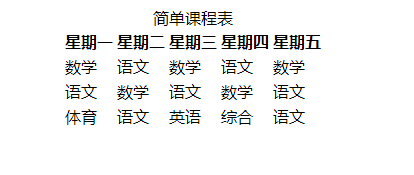 简单课程表
星期一 星期二 星期三 星期四 星期五
数学 语文 数学 语文 数学
语文 数学 语文 数学 语文
体育 语文 英语 综合 语文